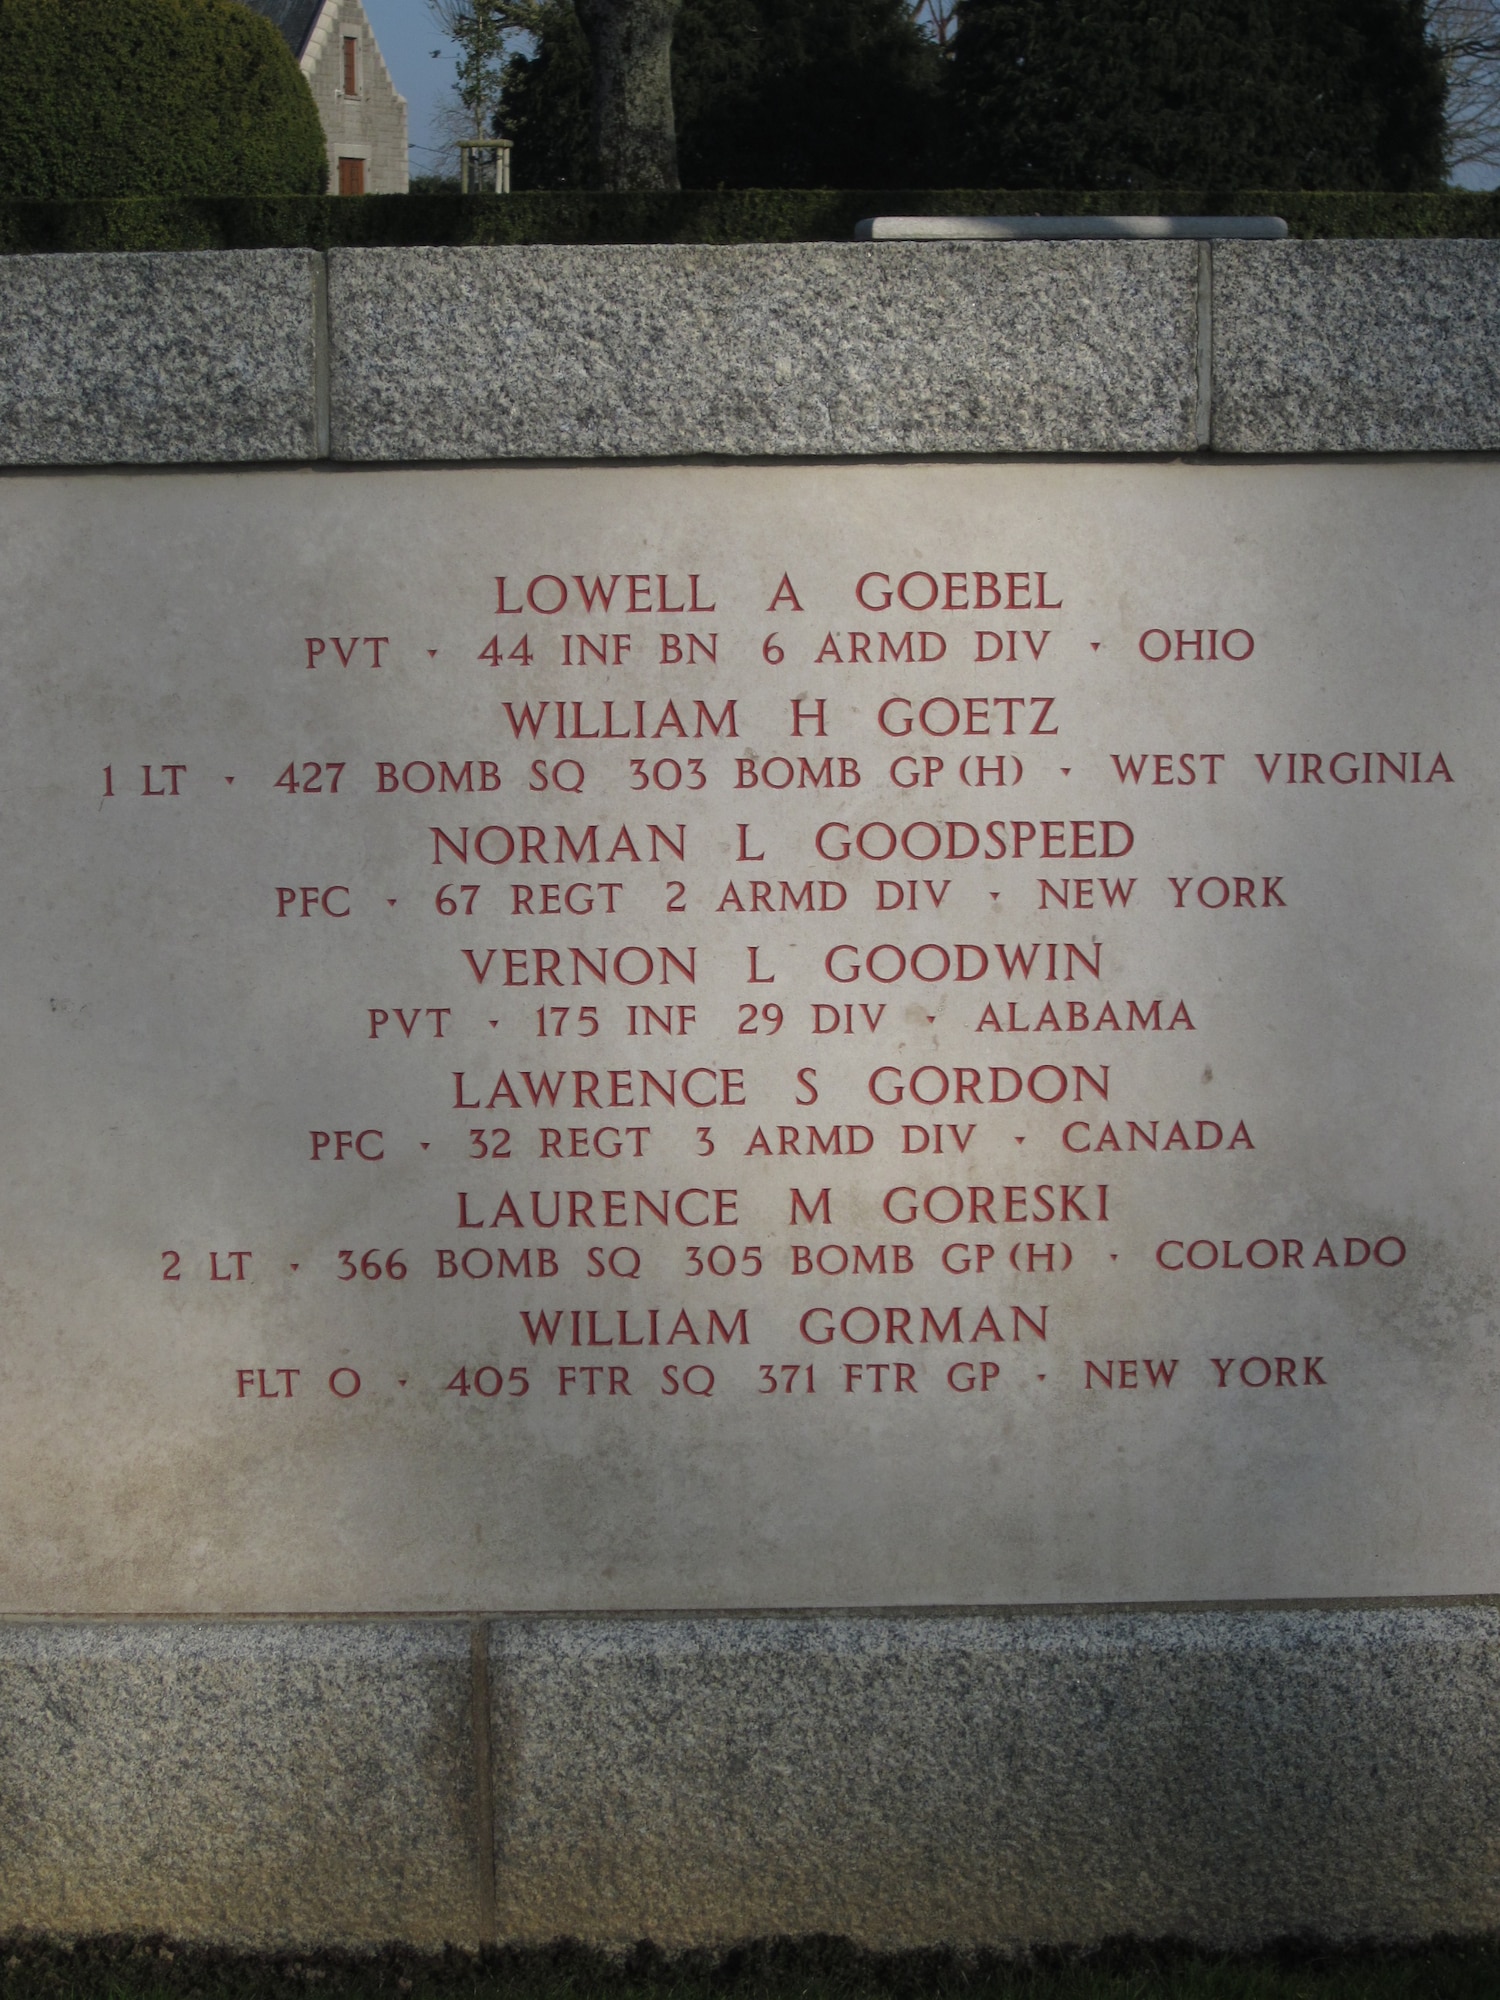 LOWELL A GOEBEL
PVT · 44 INF BN 6 ARMD DIV · OHIO
WILLIAM H GOETZ
1 LT · 427 BOMB SQ 303 BOMB GP (H) · WEST VIRGINIA
NORMAN L GOODSPEED
PFC · 67 REGT 2 ARMD DIV · NEW YORK
VERNON L GOODWIN
PVT · 175 INF 29 DIV · ALABAMA
LAWRENCE S GORDON
PFC · 32 REGT 3 ARMD DIV · CANADA
LAURENCE M GORESKI
2 LT · 366 BOMB SQ 305 BOMB GP (H) · COLORADO
WILLIAM GORMAN
FLT O · 405 FTR SQ 371 FTR GP · NEW YORK